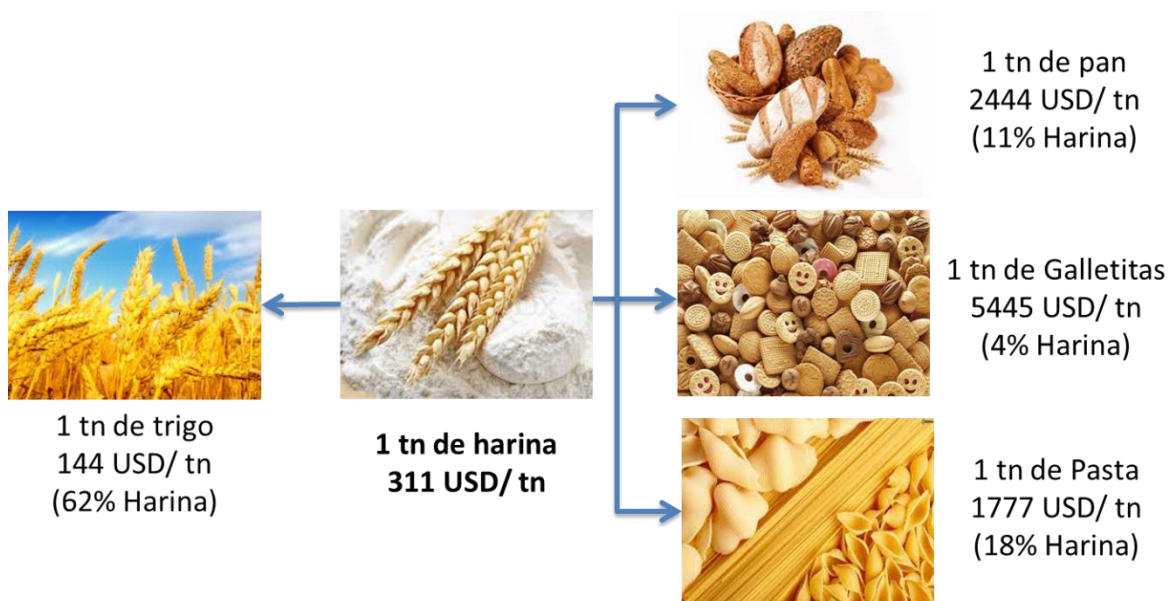 1 tn de trigo
144 USD/ tn
(62% Harina)
1 tn de harina
311 USD/ tn
1 tn de pan
2444 USD/ tn
(11% Harina)
1 tn de Galletitas
5445 USD/ tn
(4% Harina)
1 tn de Pasta
1777 USD/ tn
(18% Harina)